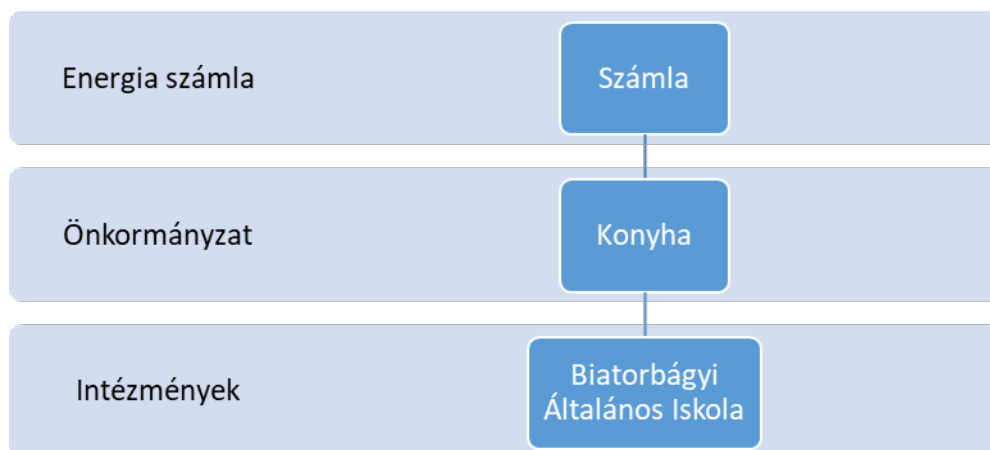 Energia számla
Számla
Önkormányzat
Konyha
Intézmények
Biatorbágyi
Általános Iskola